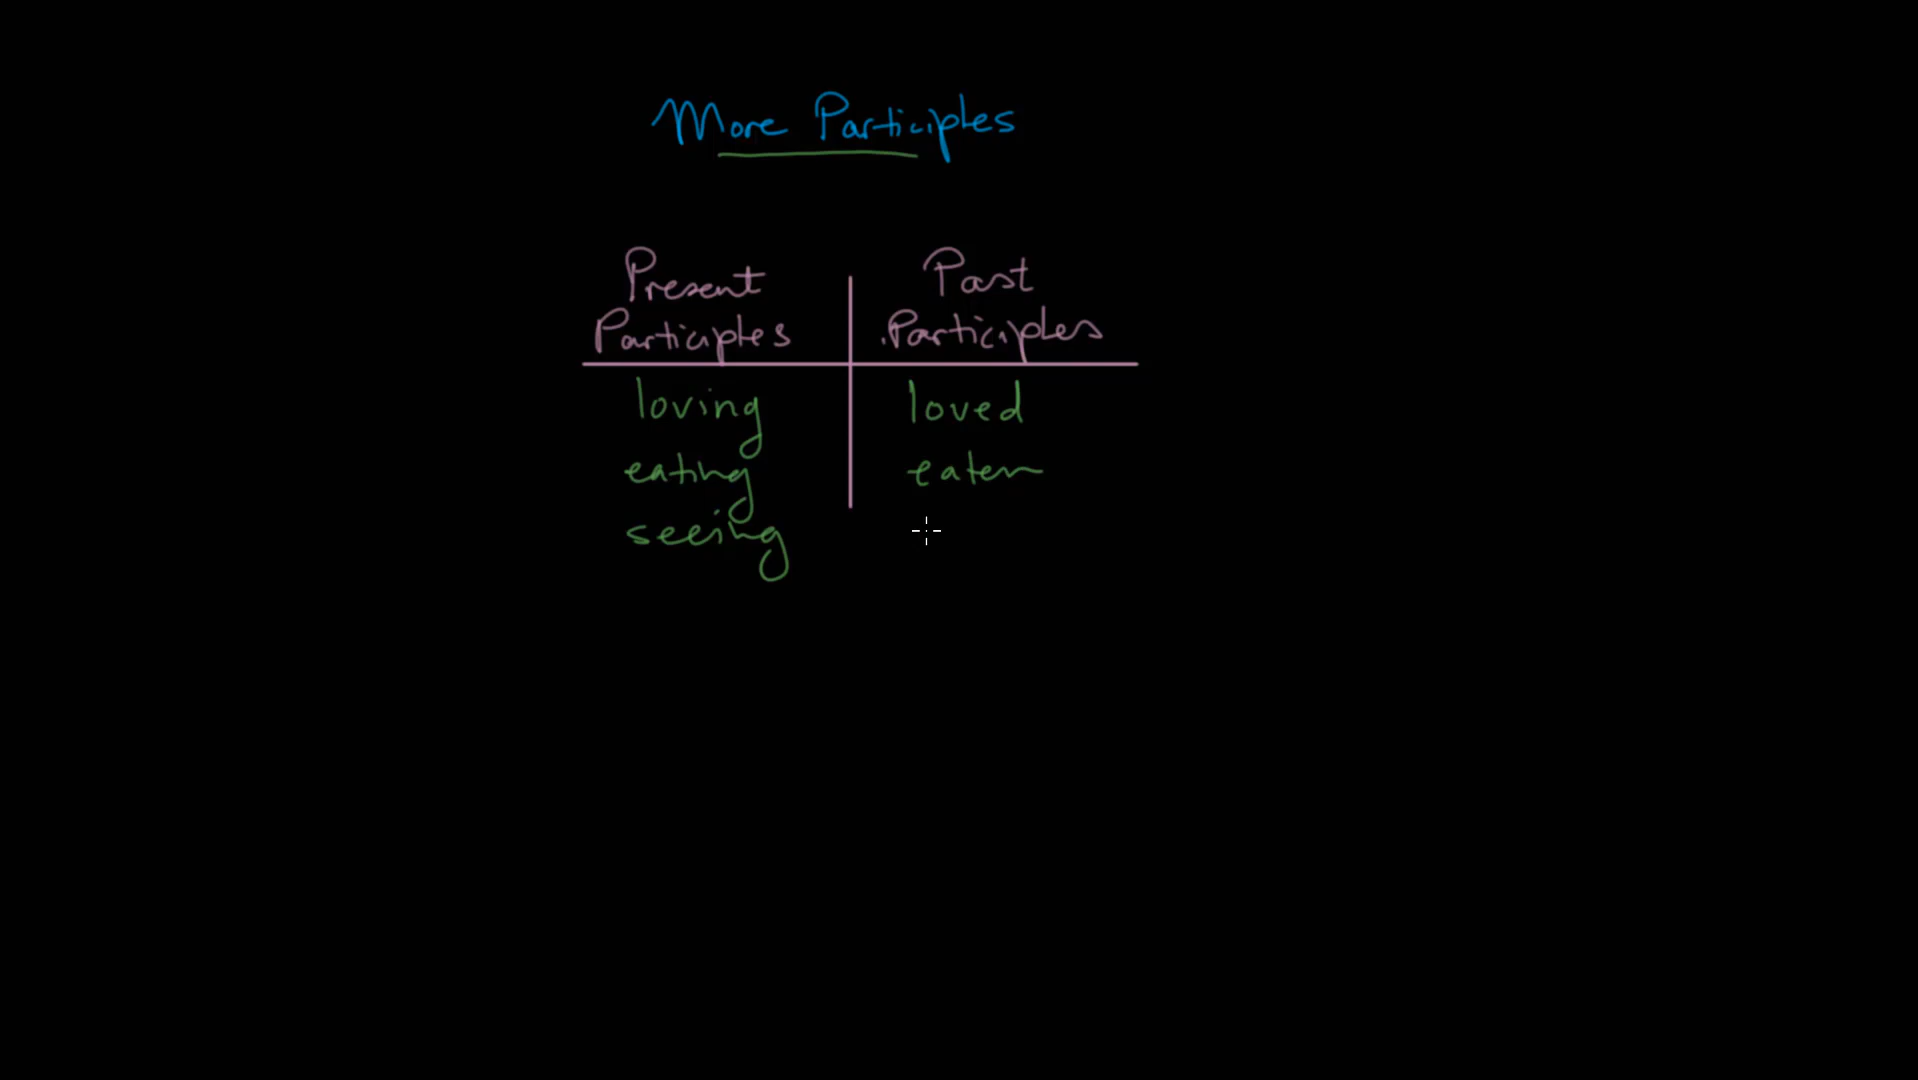 More Participles
Present Past
Participles Participles
loving loved
eating eaten
seeing